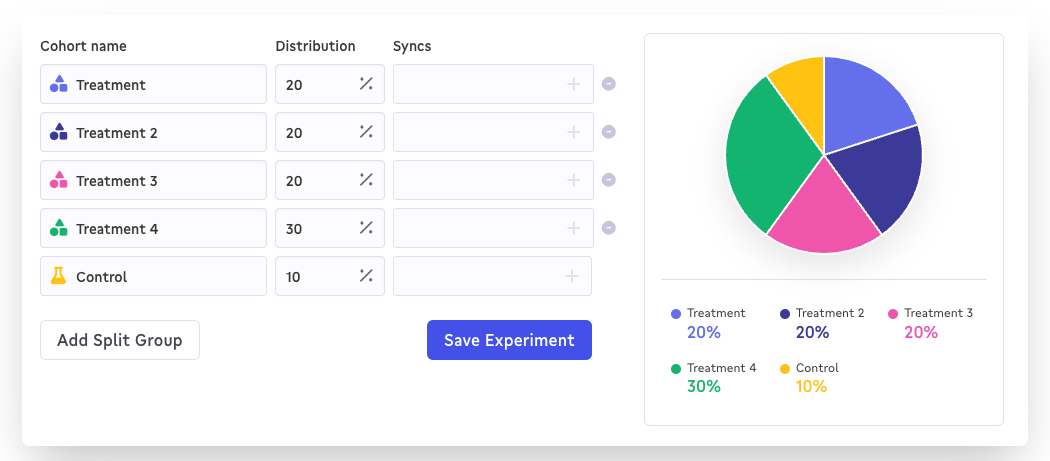 Cohort name Distribution Syncs
Treatment 20 %
Treatment 2 20 %
Treatment 3 20 %
Treatment 4 30 %
Control 10 %
Add Split Group Save Experiment
Treatment Treatment 2 Treatment 3
20% 20% 20%
Treatment 4 Control
30% 10%